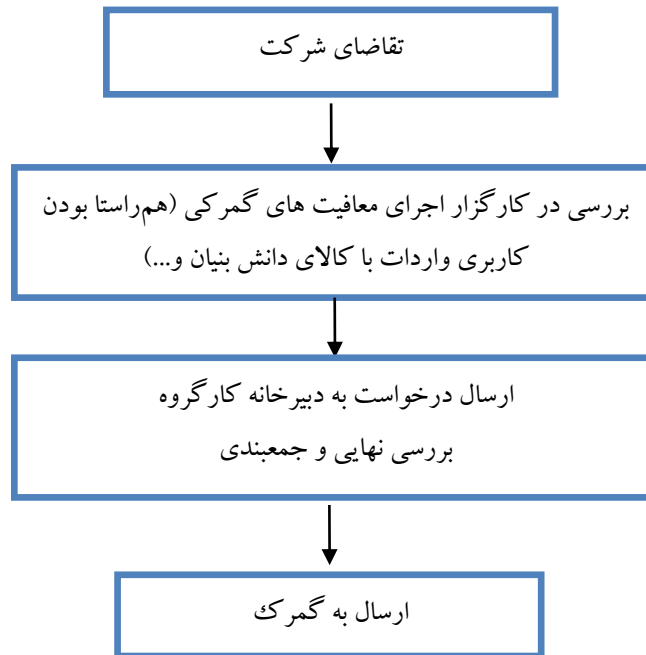 تقاضای شرکت
بررسی در کارگزار اجرای معافیت های گمرکی (هم‌راستا بودن
کاربری واردات با کالای دانش بنیان و...)
ارسال درخواست به دبیرخانه کارگروه
بررسی نهایی و جمعبندی
ارسال به گمرک